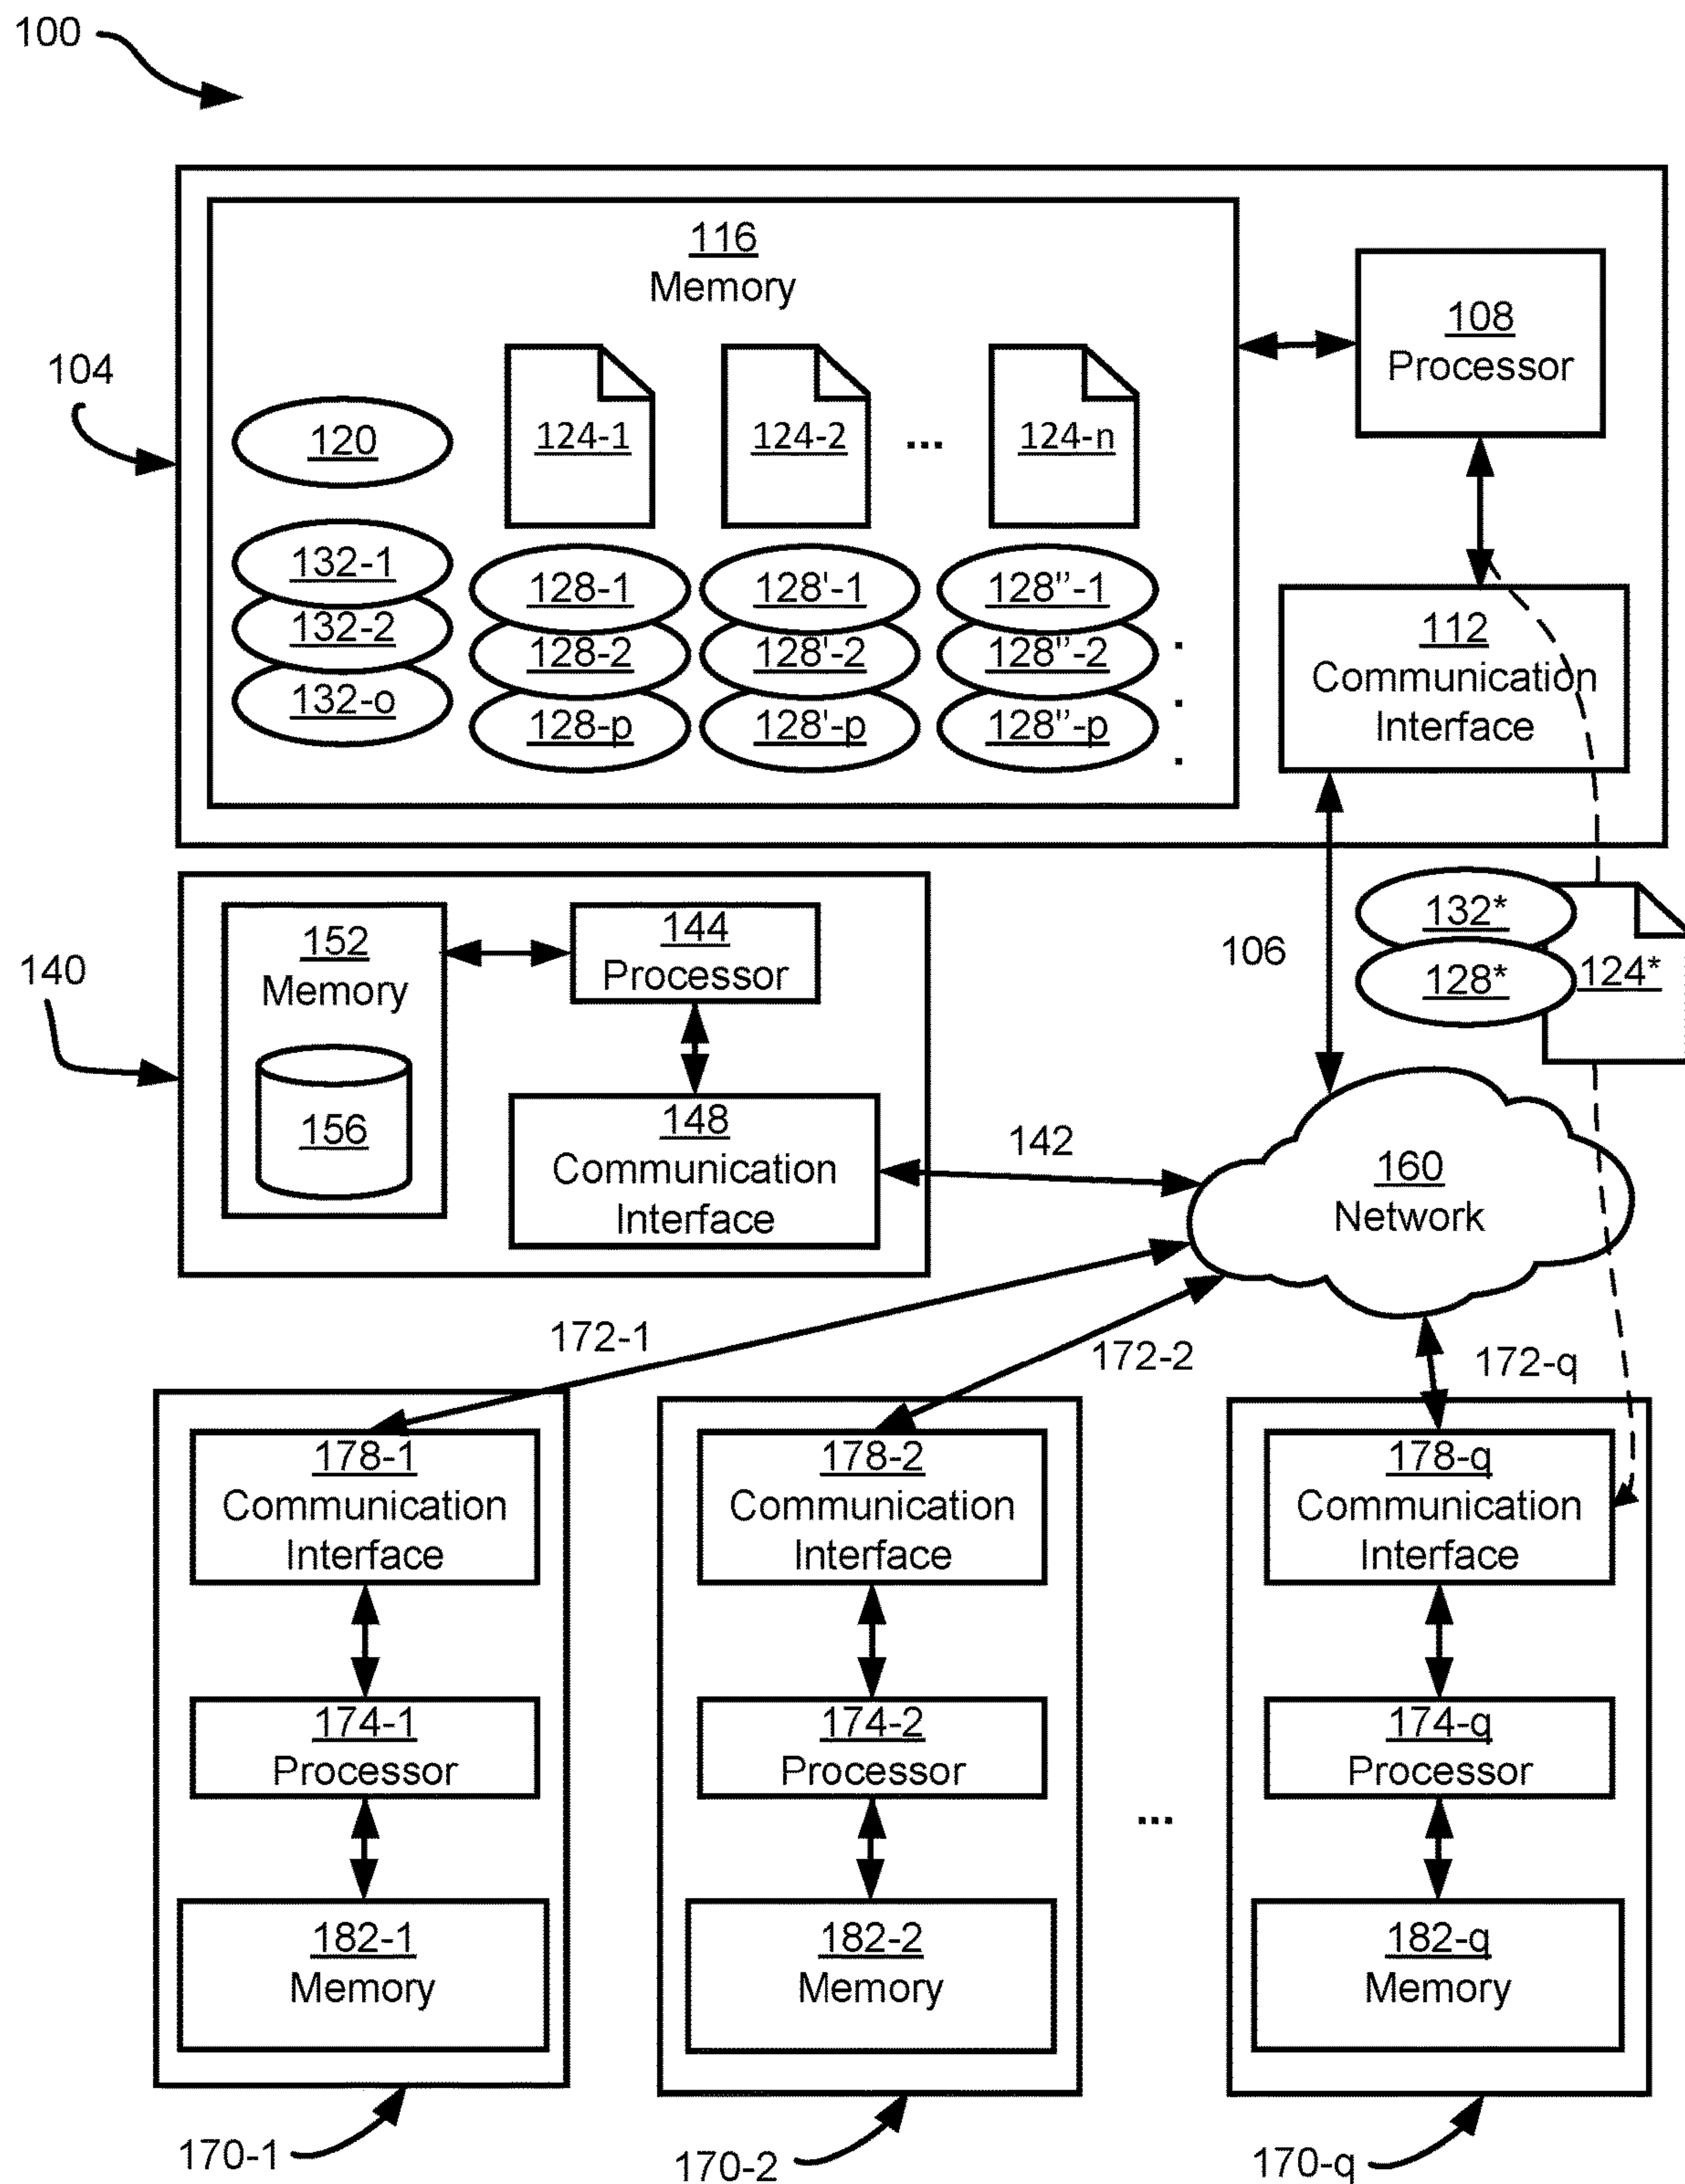 100
116
Memory
108
Processor
104
120
124-1
124-2
...
124-n
132-1
132-2
132-o
128-1
128-2
128-p
128'-1
128'-2
128'-p
128''-1
128''-2
128''-p
.
.
.
112
Communication
Interface
106
132*
128*
124*
140
152
Memory
156
144
Processor
148
Communication
Interface
142
160
Network
172-1
172-2
172-q
178-1
Communication
Interface
174-1
Processor
182-1
Memory
178-2
Communication
Interface
174-2
Processor
182-2
Memory
...
178-q
Communication
Interface
174-q
Processor
182-q
Memory
170-1
170-2
170-q